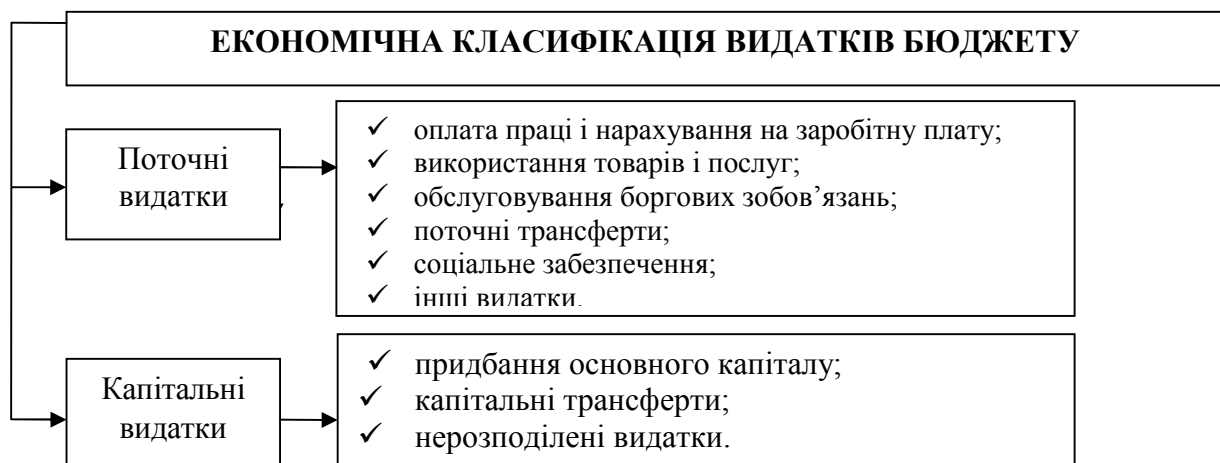 ЕКОНОМІЧНА КЛАСИФІКАЦІЯ ВИДАТКІВ БЮДЖЕТУ
Поточні
видатки
✓ оплата праці і нарахування на заробітну плату;
✓ використання товарів і послуг;
✓ обслуговування боргових зобов’язань;
✓ поточні трансферти;
✓ соціальне забезпечення;
✓ інші видатки.
Капітальні
видатки
✓ придбання основного капіталу;
✓ капітальні трансферти;
✓ нерозподілені видатки.